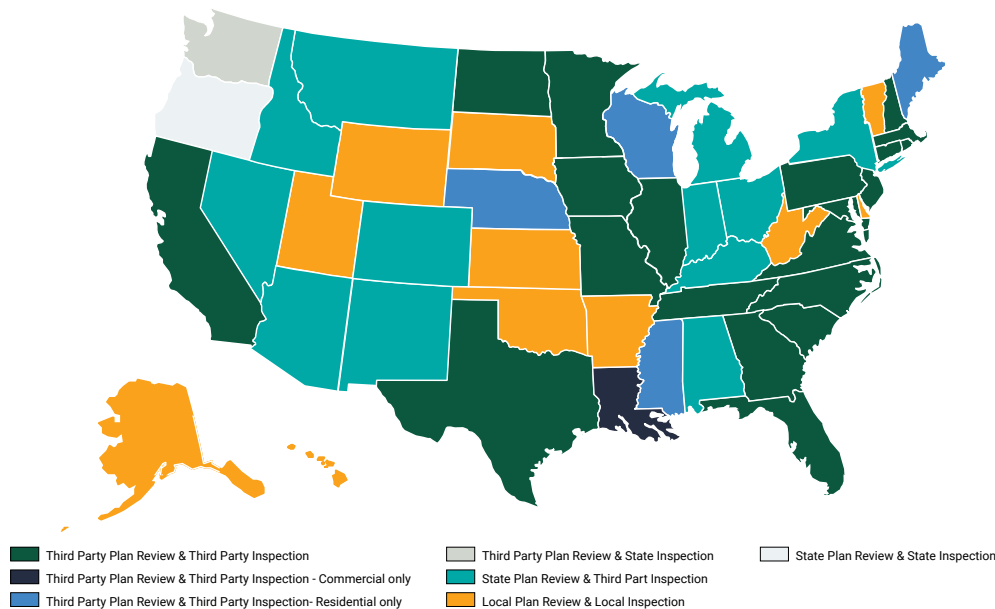 Third Party Plan Review & Third Party Inspection
Third Party Plan Review & State Inspection
State Plan Review & State Inspection
Third Party Plan Review & Third Party Inspection - Commercial only
State Plan Review & Third Part Inspection
Third Party Plan Review & Third Party Inspection- Residential only
Local Plan Review & Local Inspection